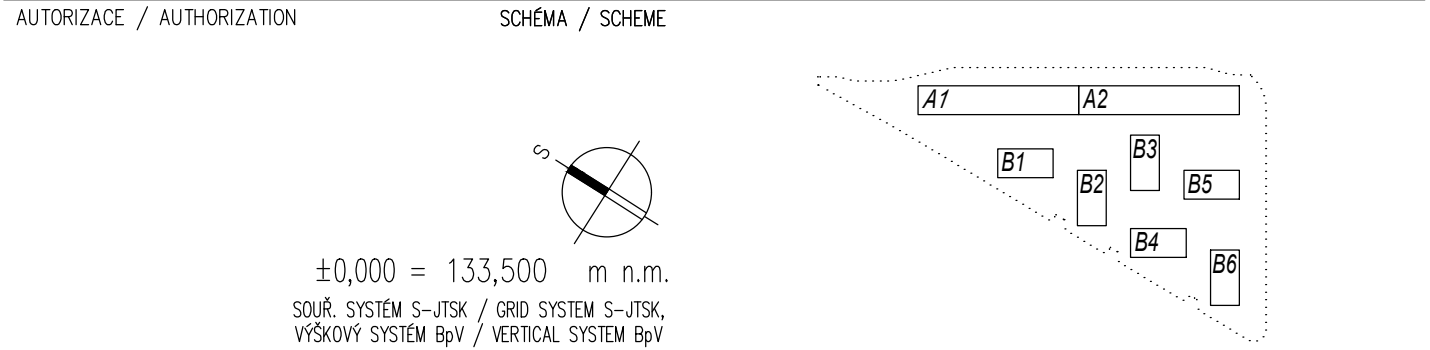 AUTORIZACE / AUTHORIZATION
SCHÉMA / SCHEME
A1
A2
B1
B2
B3
B5
B4
B6
S
±0,000 = 133,500 m n.m.
SOUŘ. SYSTÉM S-JTSK / GRID SYSTEM S-JTSK,
VÝŠKOVÝ SYSTÉM BpV / VERTICAL SYSTEM BpV